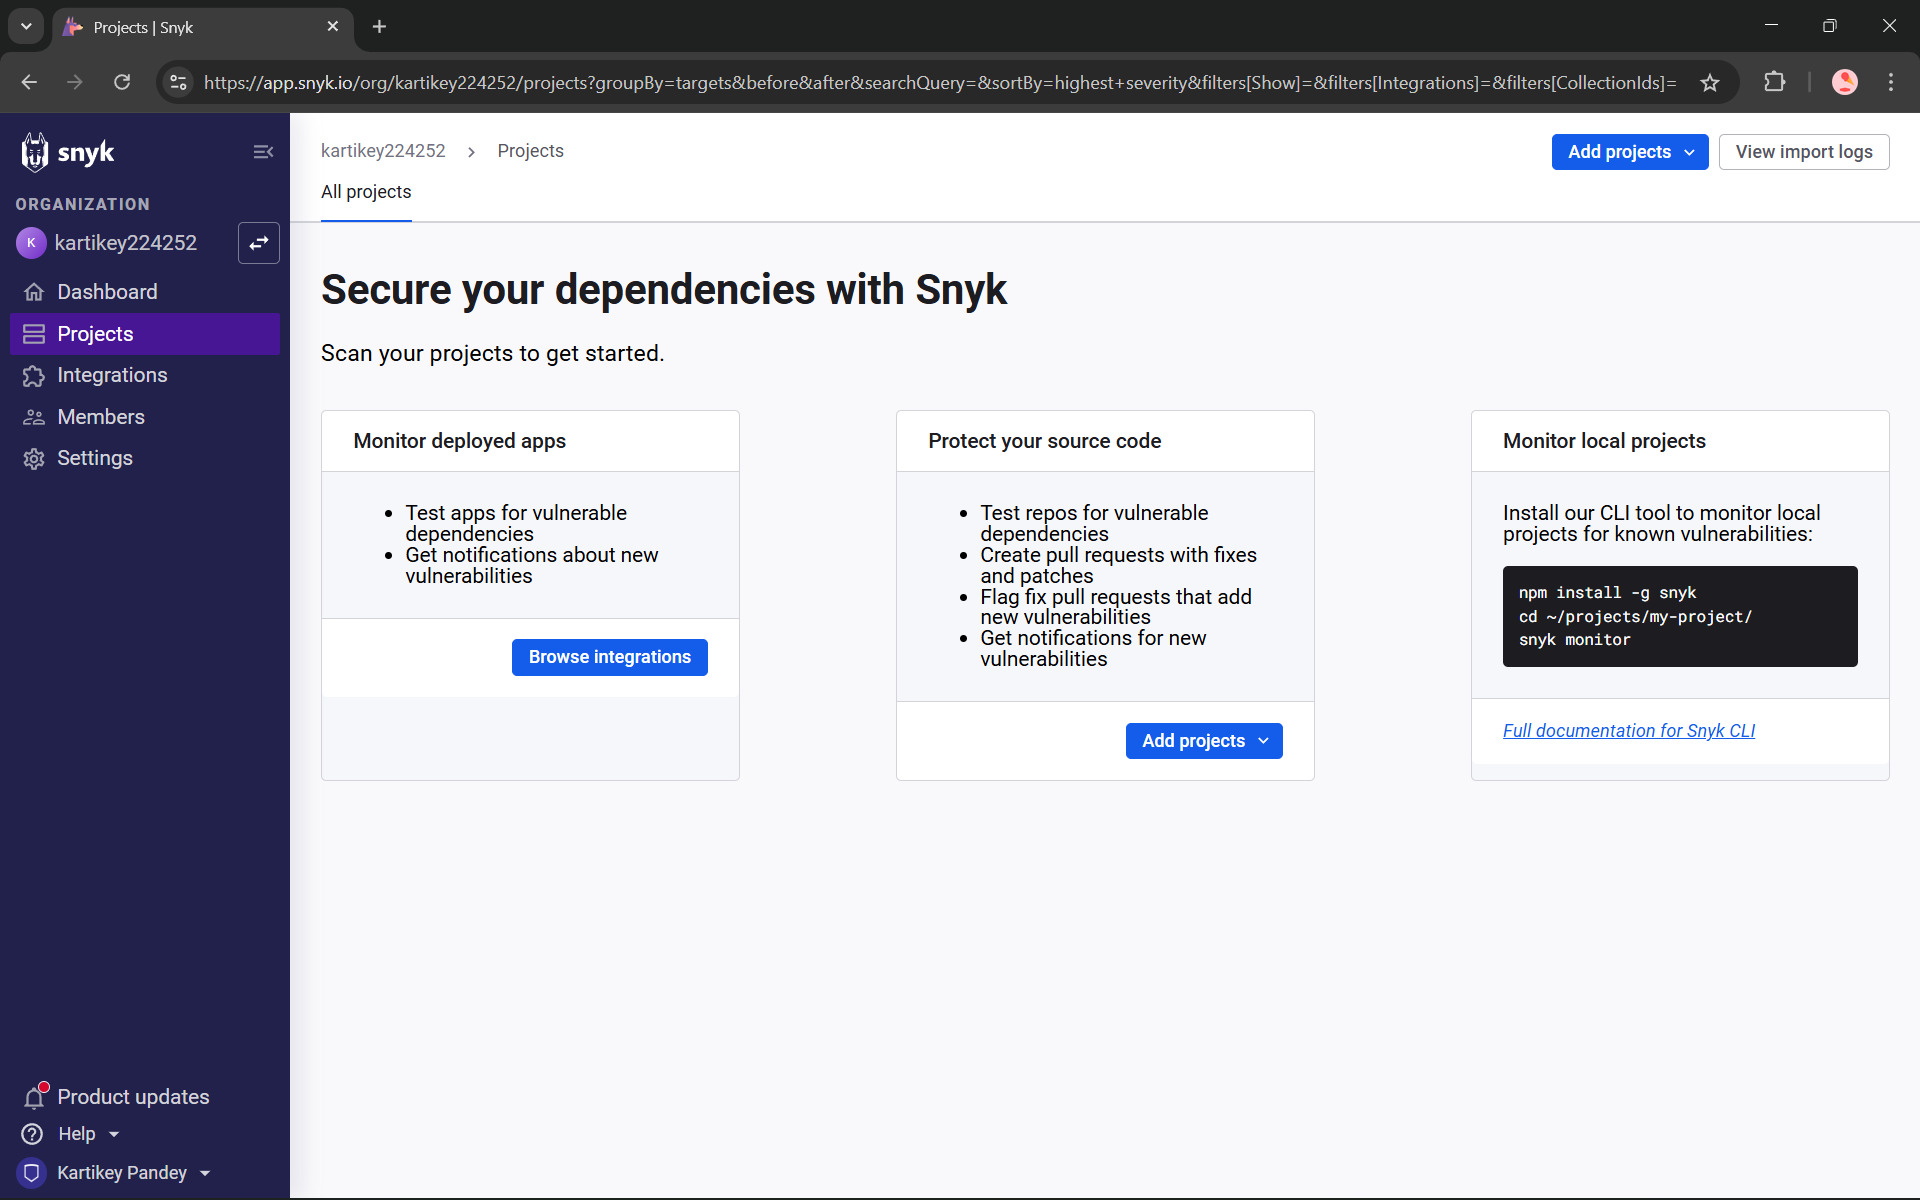 Projects | Snyk
https://app.snyk.io/org/kartikey224252/projects?groupBy=targets&before&after&searchQuery=&sortBy=highest+severity&filters[Show]=&filters[Integrations]=&filters[CollectionIds]=
snyk
ORGANIZATION
K kartikey224252
Dashboard
Projects
Integrations
Members
Settings
Product updates
Help
Kartikey Pandey
kartikey224252 > Projects
Add projects
View import logs
All projects
Secure your dependencies with Snyk
Scan your projects to get started.
Monitor deployed apps
• Test apps for vulnerable
dependencies
• Get notifications about new
vulnerabilities
Browse integrations
Protect your source code
• Test repos for vulnerable
dependencies
• Create pull requests with fixes
and patches
• Flag fix pull requests that add
new vulnerabilities
• Get notifications for new
vulnerabilities
Add projects
Monitor local projects
Install our CLI tool to monitor local
projects for known vulnerabilities:
npm install -g snyk
cd ~/projects/my-project/
snyk monitor
Full documentation for Snyk CLI